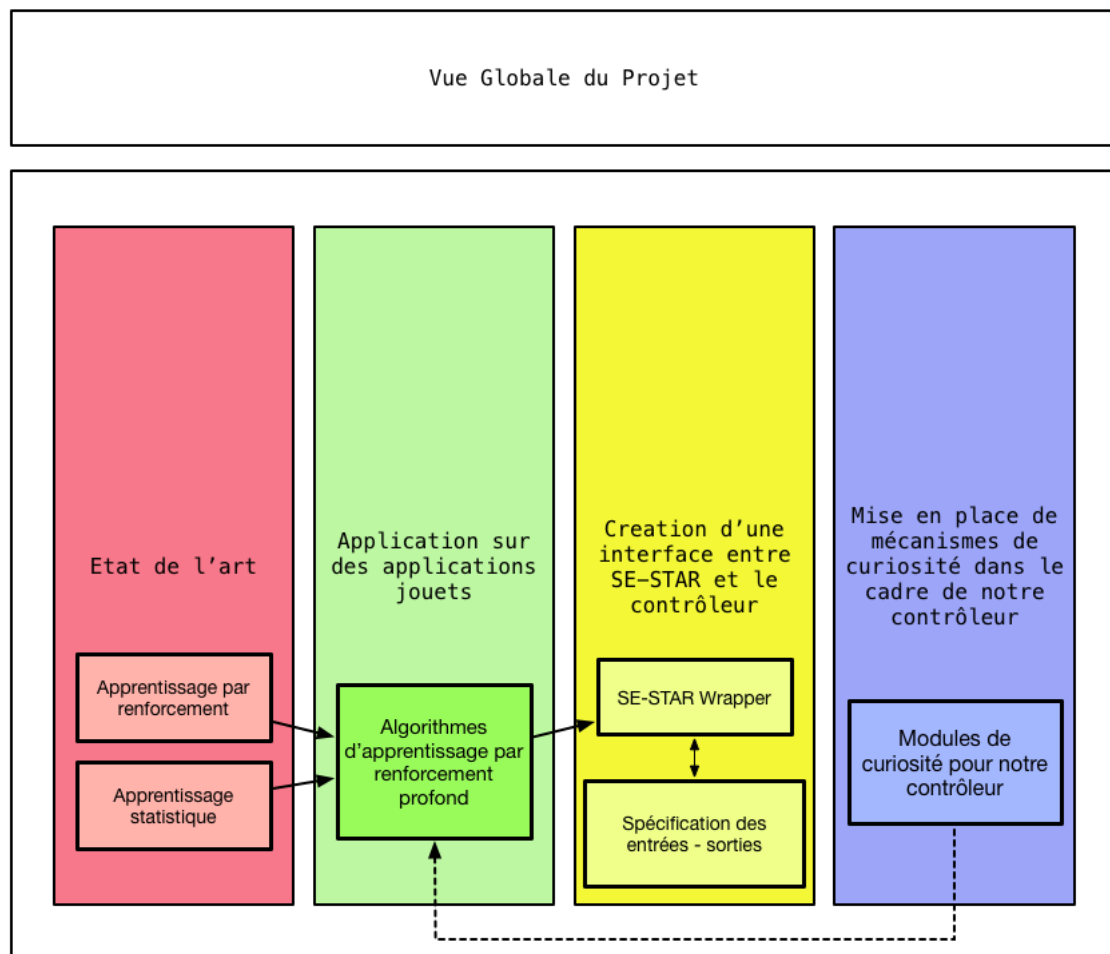 Vue Globale du Projet
Etat de l’art
Apprentissage par
renforcement
Apprentissage
statistique
Application sur
des applications
jouets
Algorithmes
d’apprentissage par
renforcement
profond
Creation d’une
interface entre
SE-STAR et le
contrôleur
SE-STAR Wrapper
Spécification des
entrées - sorties
Mise en place de
mécanismes de
curiosité dans le
cadre de notre
contrôleur
Modules de
curiosité pour notre
contrôleur